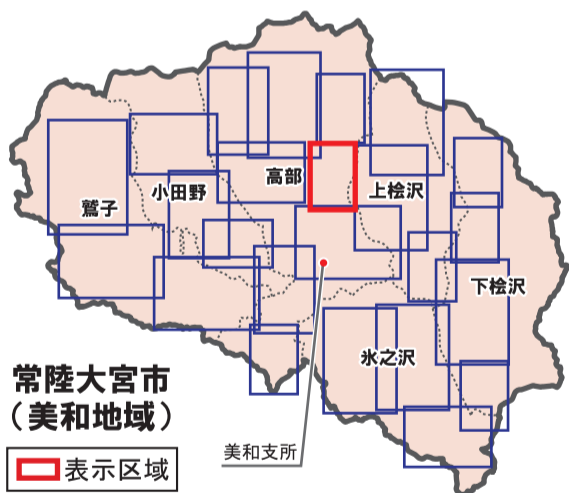 高部
上桧沢
小田野
鷲子
下桧沢
氷之沢
常陸大宮市
（美和地域）
美和支所
表示区域